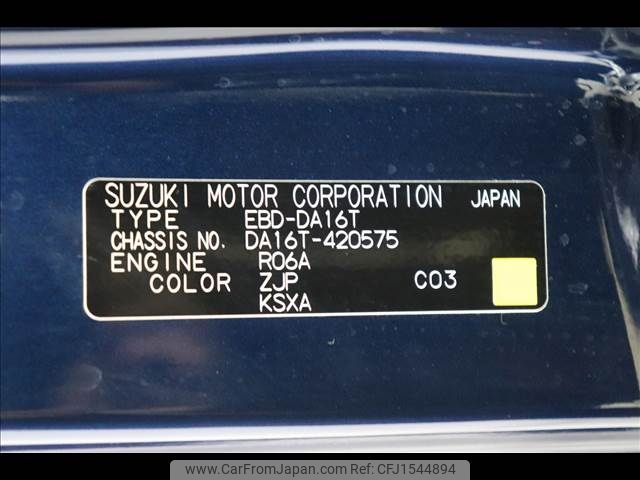 SUZUKI MOTOR CORPORATION JAPAN
TYPE EBD-DA16T
CHASSIS NO. DA16T-420575
ENGINE R06A
COLOR ZJP C03
KSXA
www.CarFromJapan.com - CFJ1544894